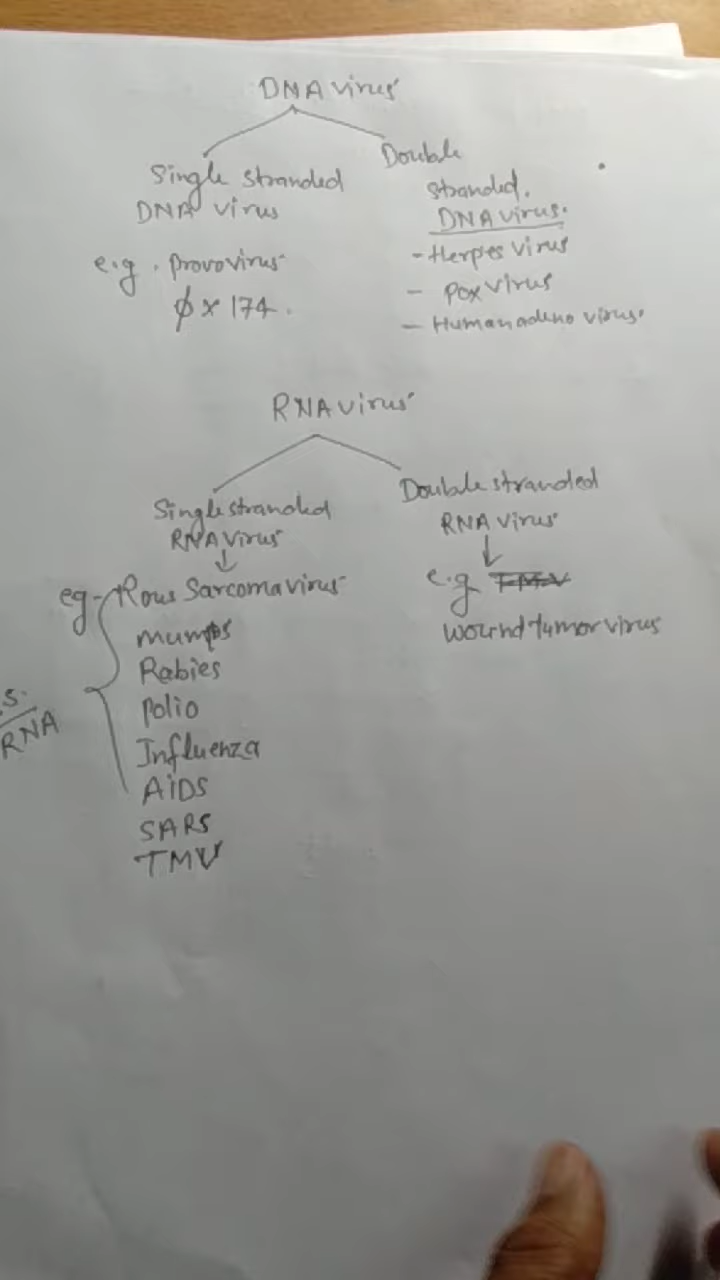 DNA virus
Single stranded
DNA virus
e.g. provovirus
φ x 174.
Double
stranded.
DNA virus.
- Herpes virus
- Pox virus
- Human adeno virus.
RNA virus
Single stranded
RNA virus
eg- Rous Sarcoma virus
mumps
Rabies
polio
Influenza
AIDS
SARS
TMV
.S.
RNA
Double stranded
RNA virus
e.g TMV
wound tumor virus